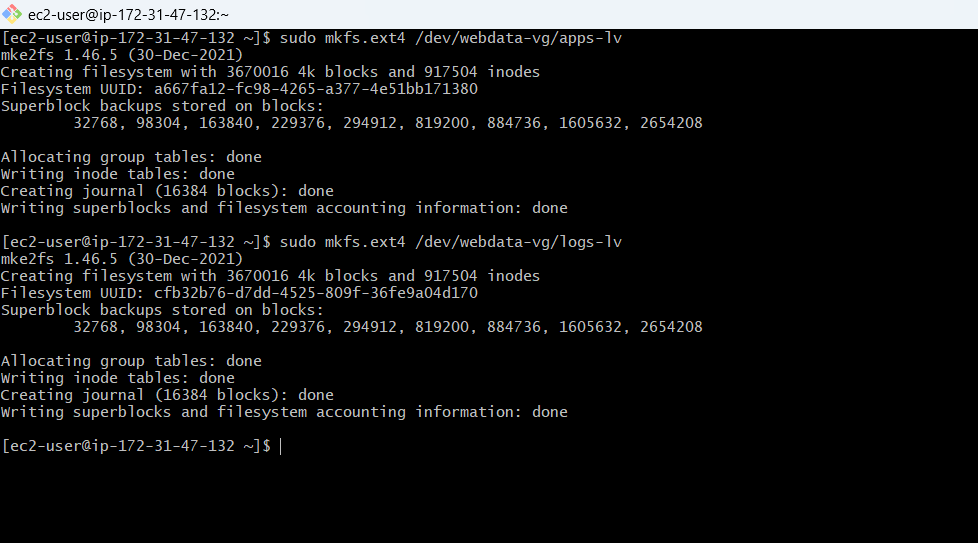 ec2-user@ip-172-31-47-132:~
[ec2-user@ip-172-31-47-132 ~]$ sudo mkfs.ext4 /dev/webdata-vg/apps-lv
mke2fs 1.46.5 (30-Dec-2021)
Creating filesystem with 3670016 4k blocks and 917504 inodes
Filesystem UUID: a667fa12-fc98-4265-a377-4e51bb171380
Superblock backups stored on blocks:
        32768, 98304, 163840, 229376, 294912, 819200, 884736, 1605632, 2654208

Allocating group tables: done
Writing inode tables: done
Creating journal (16384 blocks): done
Writing superblocks and filesystem accounting information: done

[ec2-user@ip-172-31-47-132 ~]$ sudo mkfs.ext4 /dev/webdata-vg/logs-lv
mke2fs 1.46.5 (30-Dec-2021)
Creating filesystem with 3670016 4k blocks and 917504 inodes
Filesystem UUID: cfb32b76-d7dd-4525-809f-36fe9a04d170
Superblock backups stored on blocks:
        32768, 98304, 163840, 229376, 294912, 819200, 884736, 1605632, 2654208

Allocating group tables: done
Writing inode tables: done
Creating journal (16384 blocks): done
Writing superblocks and filesystem accounting information: done

[ec2-user@ip-172-31-47-132 ~]$